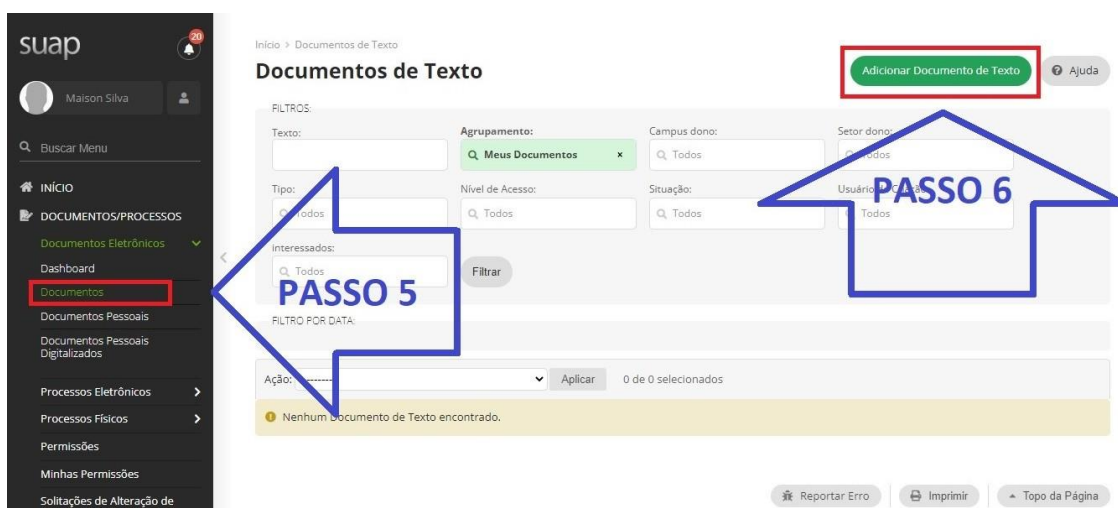 suap
20
Maison Silva
Buscar Menu
INÍCIO
DOCUMENTOS/PROCESSOS
Documentos Eletrônicos
Dashboard
Documentos
Documentos Pessoais
Documentos Pessoais
Digitalizados
Processos Eletrônicos
Processos Físicos
Permissões
Minhas Permissões
Solitações de Alteração de
Início > Documentos de Texto
Documentos de Texto
Adicionar Documento de Texto
Ajuda
FILTROS:
Texto:
Agrupamento:
Meus Documentos ×
Campus dono:
Todos
Setor dono:
Todos
Tipo:
Todos
Nível de Acesso:
Todos
Situação:
Todos
Usuário de Criação:
Todos
Interessados:
Todos
Filtrar
PASSO 5
PASSO 6
FILTRO POR DATA:
Ação:
Aplicar
0 de 0 selecionados
Nenhum Documento de Texto encontrado.
Reportar Erro
Imprimir
Topo da Página